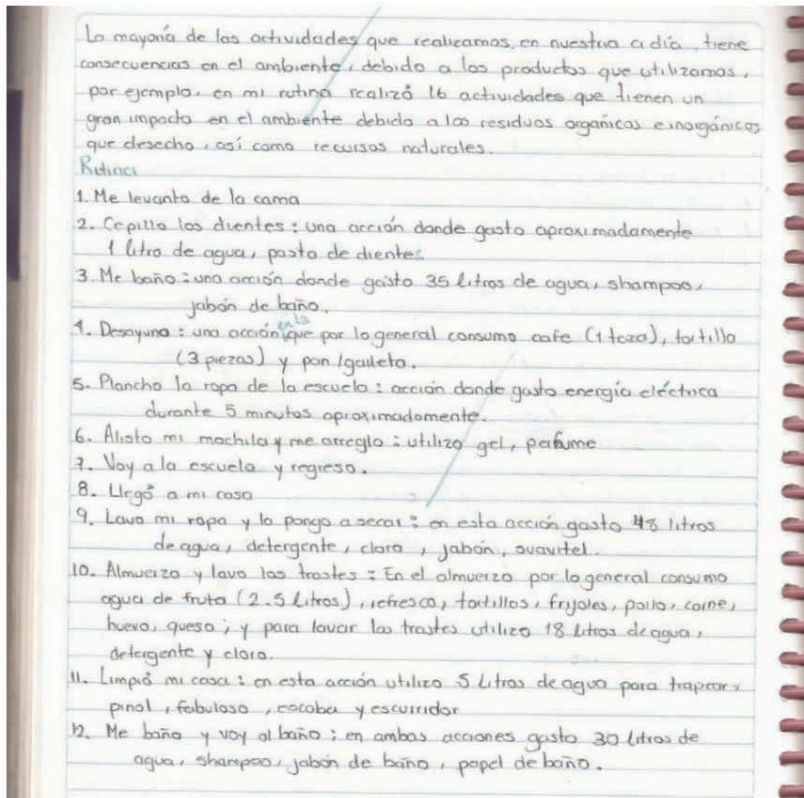 La mayoría de las actividades que realizamos, en nuestro a día, tiene
consecuencias en el ambiente, debido a los productos que utilizamos,
por ejemplo, en mi rutina realizó 16 actividades que tienen un
gran impacto en el ambiente debido a los residuos organicos e inorgánicos
que desecho, así como recursos naturales.
Rutina
1. Me levanto de la cama
2. Cepillo los dientes: una acción donde gasto aproximadamente
1 litro de agua, pasta de dientes.
3. Me baño: una acción donde gasto 35 litros de agua, shampoo,
jabón de baño.
4. Desayuno: una acción en la que por lo general consumo cafe (1 taza), tortilla
(3 piezas) y pan/galleta.
5. Plancho la ropa de la escuela: acción donde gasto energía eléctrica
durante 5 minutos aproximadamente.
6. Alisto mi mochila y me arreglo: utilizo gel, perfume
7. Voy a la escuela y regreso.
8. Llegó a mi casa
9. Lavo mi ropa y lo pongo a secar: en esta acción gasto 48 litros
de agua, detergente, cloro, jabón, suavitel.
10. Almuerzo y lavo los trastes: En el almuerzo por lo general consumo
agua de fruta (2.5 litros), refresco, tortillas, frijoles, pollo, carne,
huevo, queso; y para lavar los trastes utilizo 18 litros de agua,
detergente y cloro.
11. Limpió mi casa: en esta acción utilizo 5 litros de agua para trapear,
pinol, fabuloso, escoba y escurridor
12. Me baño y voy al baño: en ambas acciones gasto 30 litros de
agua, shampoo, jabón de baño, papel de baño.